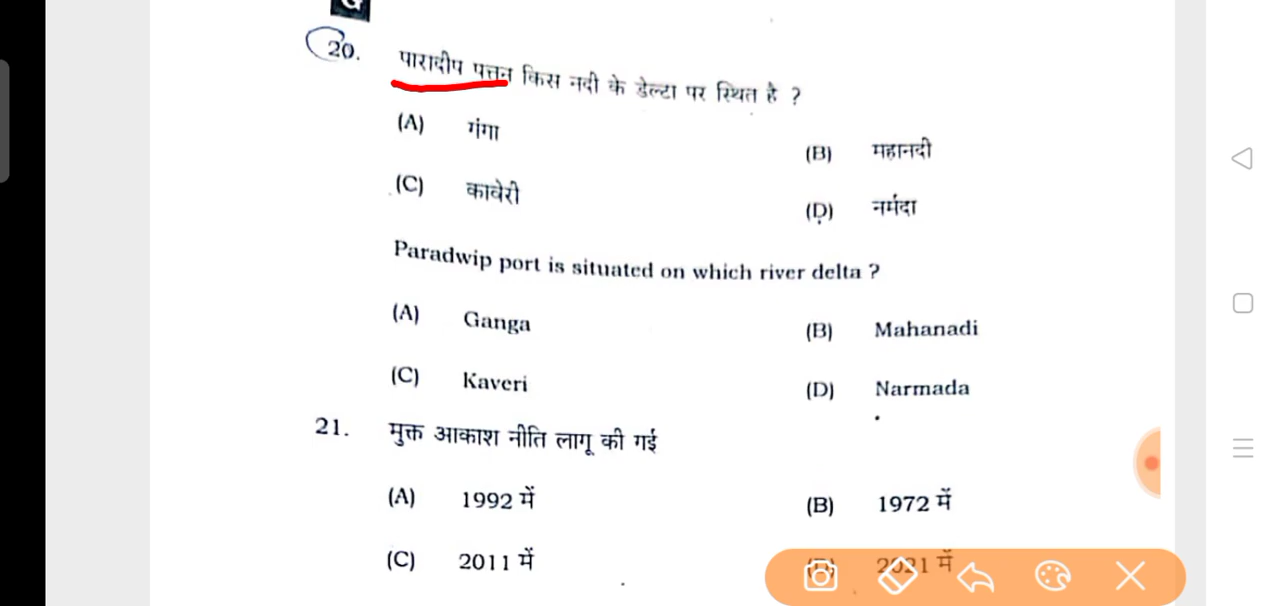 20. पारादीप पत्तन किस नदी के डेल्टा पर स्थित है ?
(A) गंगा (B) महानदी
(C) कावेरी (D) नर्मदा
Paradwip port is situated on which river delta ?
(A) Ganga (B) Mahanadi
(C) Kaveri (D) Narmada
21. मुक्त आकाश नीति लागू की गई
(A) 1992 में (B) 1972 में
(C) 2011 में (D) 2021 में